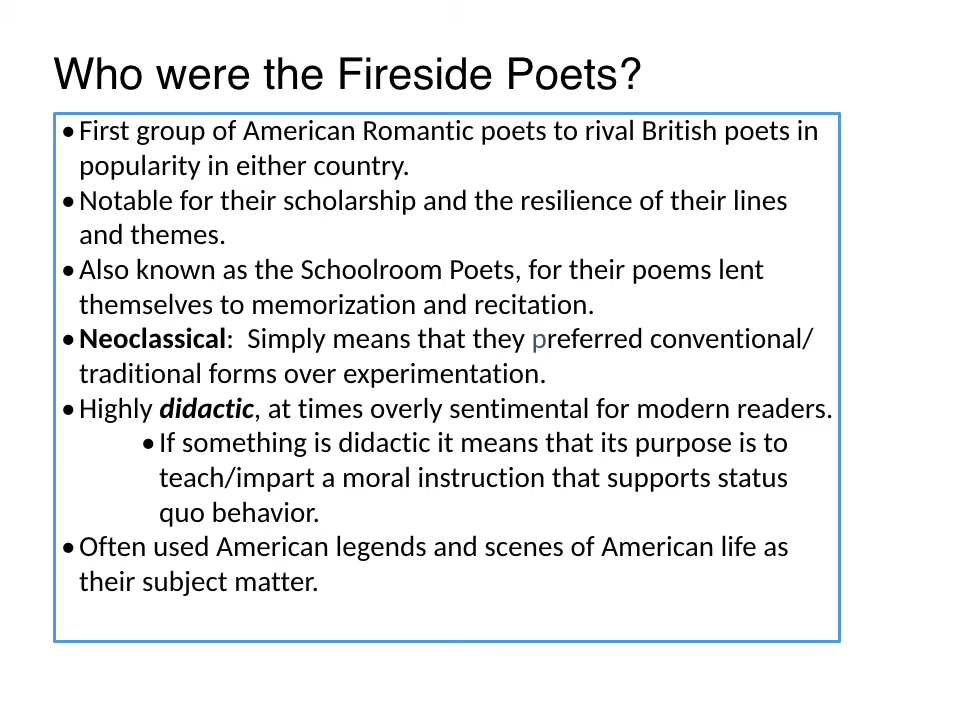 Who were the Fireside Poets?
•First group of American Romantic poets to rival British poets in
popularity in either country.
•Notable for their scholarship and the resilience of their lines
and themes.
•Also known as the Schoolroom Poets, for their poems lent
themselves to memorization and recitation.
•Neoclassical:  Simply means that they preferred conventional/
traditional forms over experimentation.
•Highly didactic, at times overly sentimental for modern readers.
•If something is didactic it means that its purpose is to
teach/impart a moral instruction that supports status
quo behavior.
•Often used American legends and scenes of American life as
their subject matter.